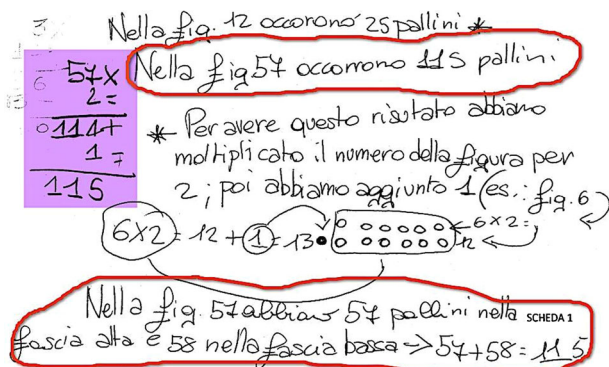 Nella fig. 12 occorono 25 pallini *
Nella fig 57 occorrono 115 pallini
57x
2=
114+
1=
115
* Per avere questo risultato abbiamo
moltiplicato il numero della figura per
2; poi abbiamo aggiunto 1 (es.: fig. 6
6x2= 12 + 1 = 13
6x2=
12
Nella fig. 57 abbiamo 57 pallini nella
SCHEDA 1
fascia alta e 58 nella fascia bassa -> 57+58= 115